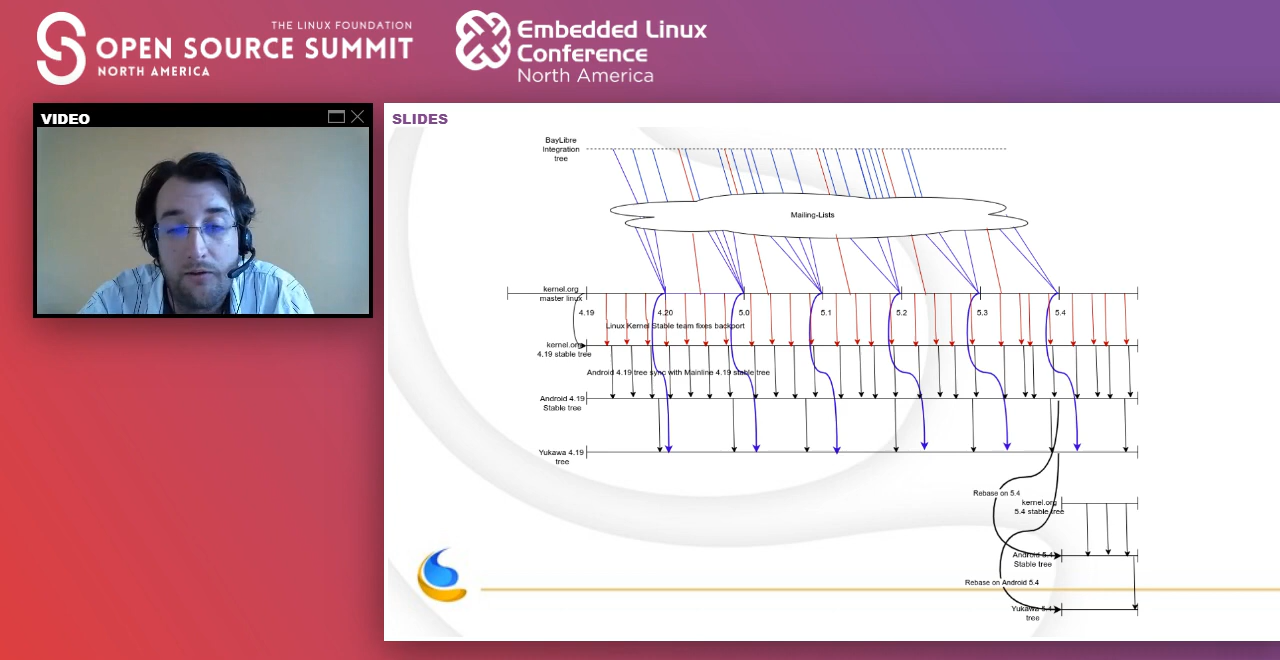 THE LINUX FOUNDATION
OPEN SOURCE SUMMIT
NORTH AMERICA
Embedded Linux
Conference
North America
VIDEO
SLIDES
BayLibre
Integration
tree
Mailing-Lists
kernel.org
master linux
4.19
4.20
5.0
5.1
5.2
5.3
5.4
Linux Kernel Stable team fixes backport
kernel.org
4.19 stable tree
Android 4.19 tree sync with Mainline 4.19 stable tree
Android 4.19
Stable tree
Yukawa 4.19
tree
Rebase on 5.4
kernel.org
5.4 stable tree
Android 5.4
Stable tree
Rebase on Android 5.4
Yukawa 5.4
tree